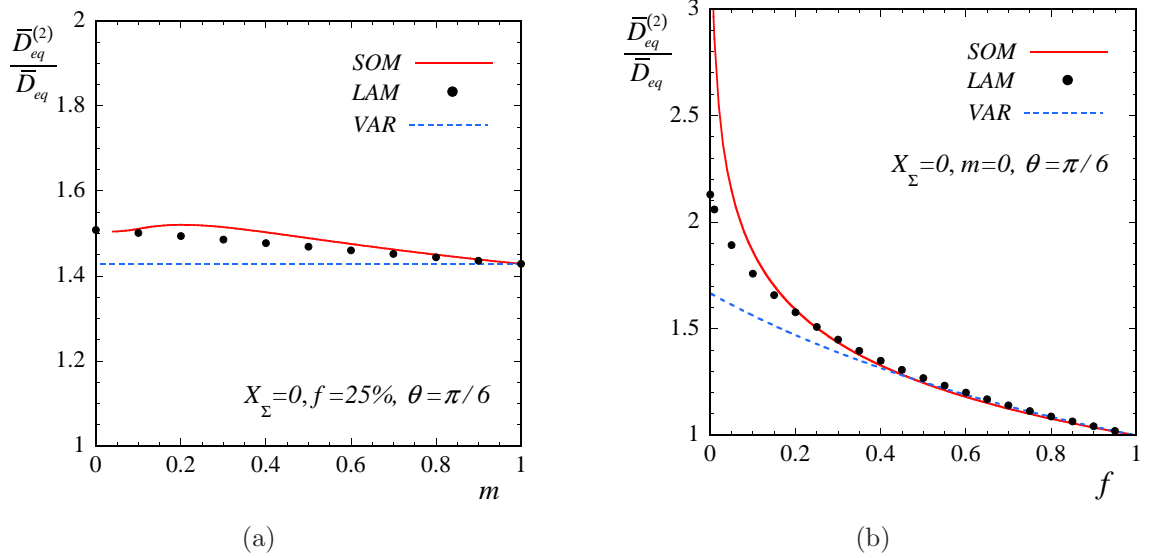 D̅_eq^(2)
D̅_eq
2
1.8
1.6
1.4
1.2
1
SOM
LAM
VAR
X_Σ=0, f=25%, θ=π/6
0
0.2
0.4
0.6
0.8
1
m
(a)
D̅_eq^(2)
D̅_eq
3
2.5
2
1.5
1
SOM
LAM
VAR
X_Σ=0, m=0, θ=π/6
0
0.2
0.4
0.6
0.8
1
f
(b)